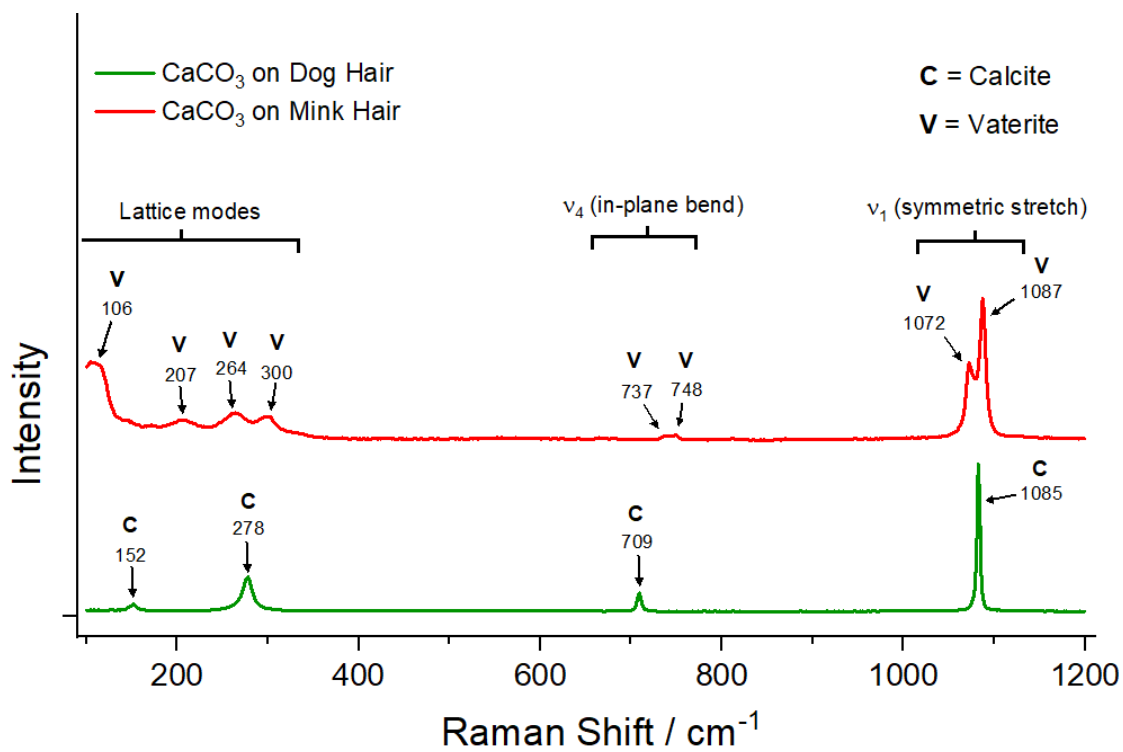 CaCO₃ on Dog Hair
CaCO₃ on Mink Hair
C = Calcite
V = Vaterite
Lattice modes
ν₄ (in-plane bend)
ν₁ (symmetric stretch)
V
106
V
207
V
264
V
300
V
737
V
748
V
1072
V
1087
C
152
C
278
C
709
C
1085
Intensity
200
400
600
800
1000
1200
Raman Shift / cm⁻¹